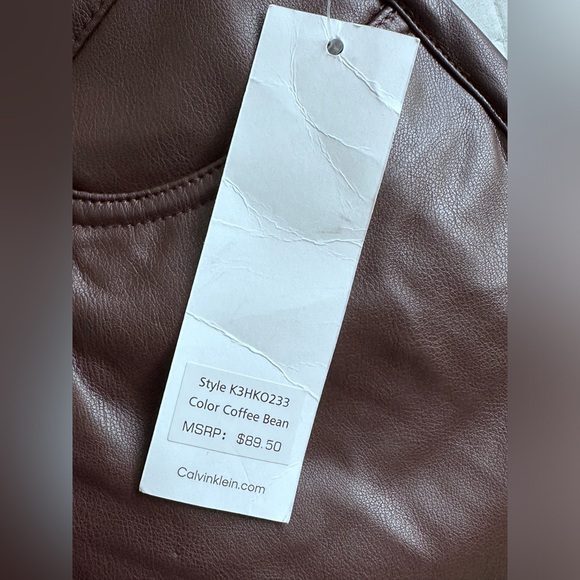 Style K3HKO233
Color Coffee Bean
MSRP: $89.50
Calvinklein.com